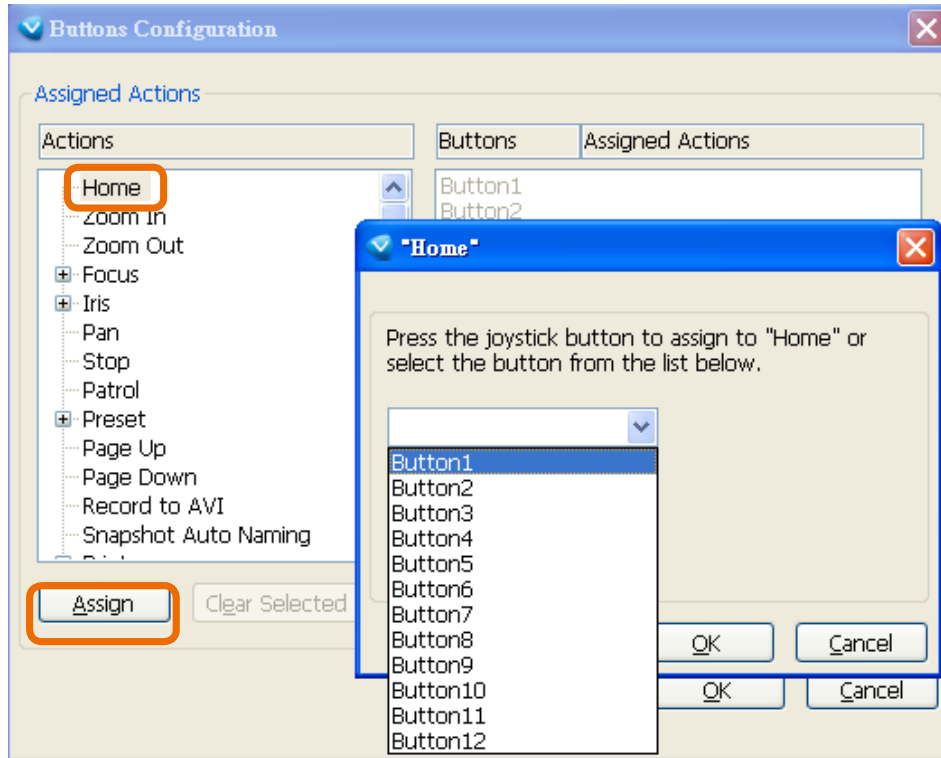 Buttons Configuration
Assigned Actions
Actions
Buttons
Assigned Actions
Home
Zoom In
Zoom Out
Focus
Iris
Pan
Stop
Patrol
Preset
Page Up
Page Down
Record to AVI
Snapshot Auto Naming
Button1
Button2
Assign
Clear Selected
"Home"
Press the joystick button to assign to "Home" or
select the button from the list below.
Button1
Button2
Button3
Button4
Button5
Button6
Button7
Button8
Button9
Button10
Button11
Button12
OK
Cancel
OK
Cancel